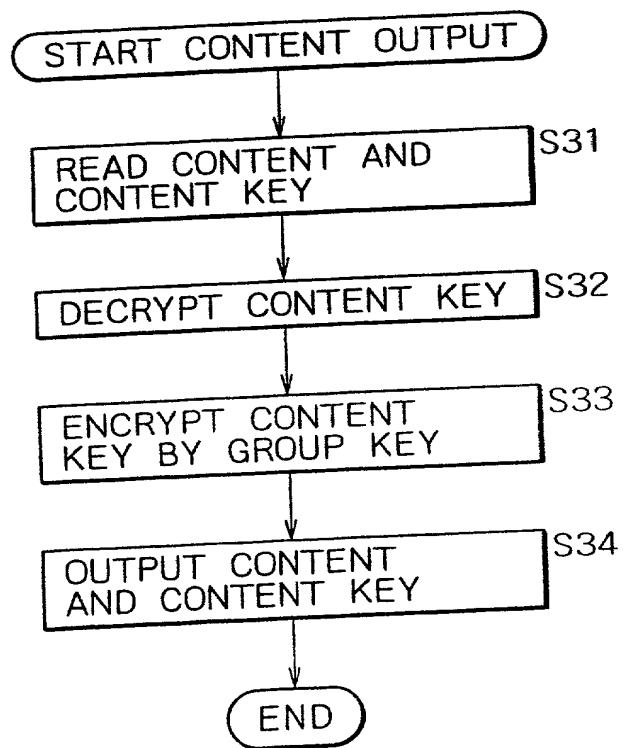 START CONTENT OUTPUT
READ CONTENT AND
CONTENT KEY
S31
DECRYPT CONTENT KEY
S32
ENCRYPT CONTENT
KEY BY GROUP KEY
S33
OUTPUT CONTENT
AND CONTENT KEY
S34
END